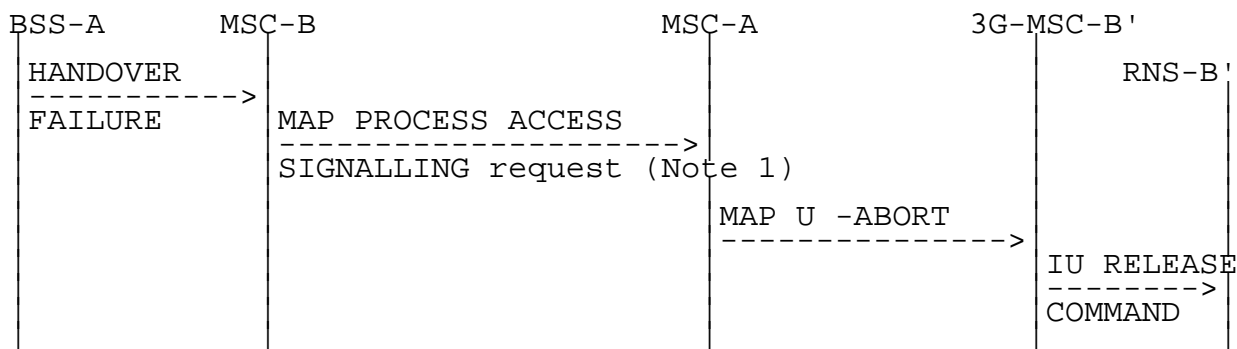 BSS-A MSC-B MSC-A 3G-MSC-B'
HANDOVER RNS-B'
FAILURE MAP PROCESS ACCESS
SIGNALLING request (Note 1)
MAP U -ABORT
IU RELEASE
COMMAND